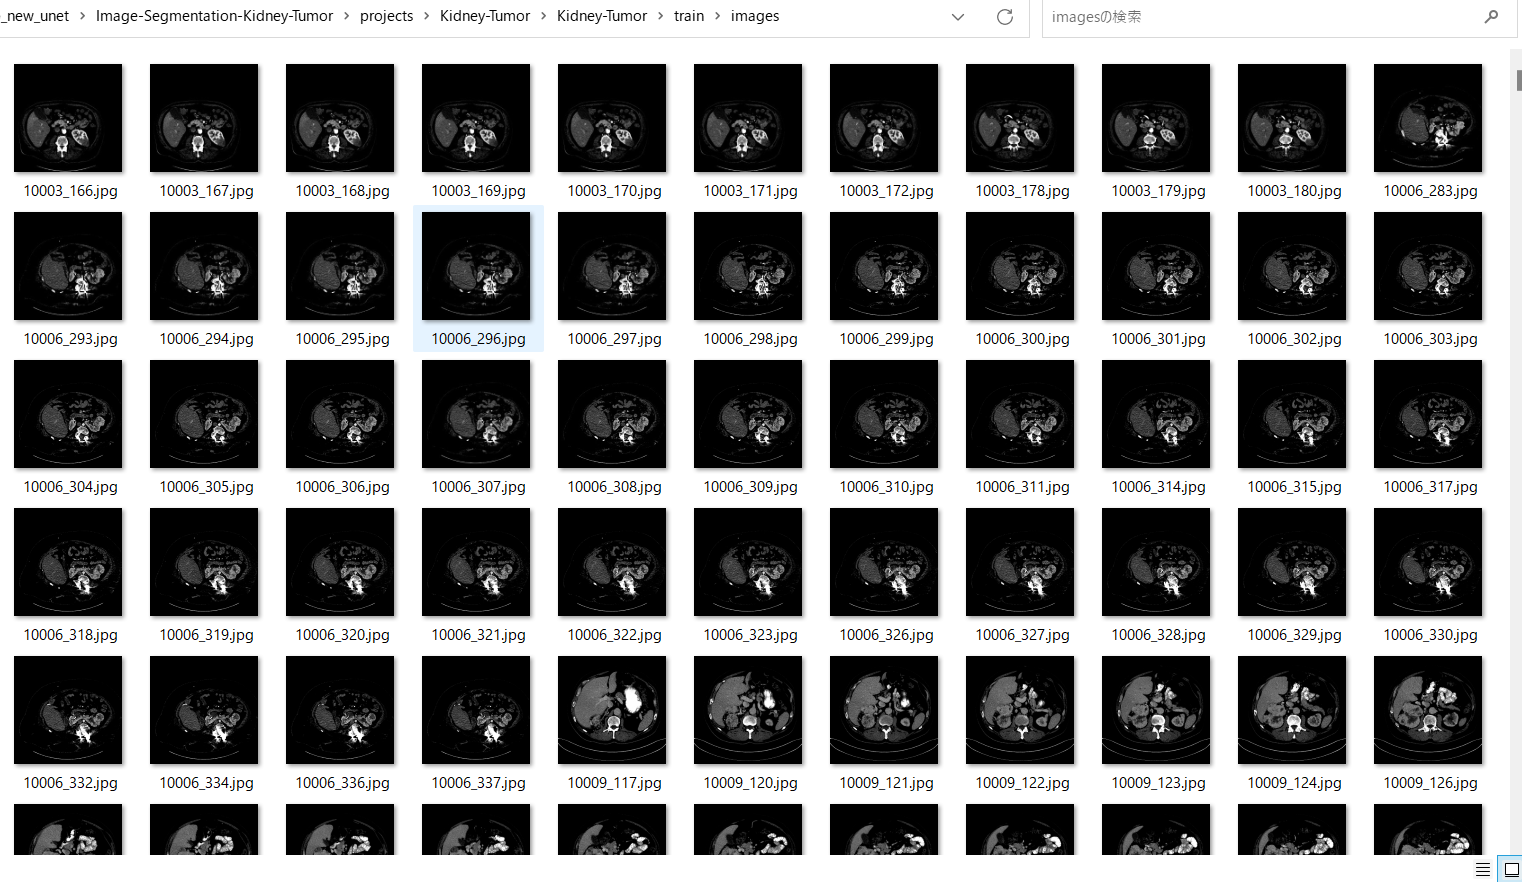 _new_unet > Image-Segmentation-Kidney-Tumor > projects > Kidney-Tumor > Kidney-Tumor > train > images
imagesの検索
10003_166.jpg 10003_167.jpg 10003_168.jpg 10003_169.jpg 10003_170.jpg 10003_171.jpg 10003_172.jpg 10003_178.jpg 10003_179.jpg 10003_180.jpg 10006_283.jpg
10006_293.jpg 10006_294.jpg 10006_295.jpg 10006_296.jpg 10006_297.jpg 10006_298.jpg 10006_299.jpg 10006_300.jpg 10006_301.jpg 10006_302.jpg 10006_303.jpg
10006_304.jpg 10006_305.jpg 10006_306.jpg 10006_307.jpg 10006_308.jpg 10006_309.jpg 10006_310.jpg 10006_311.jpg 10006_314.jpg 10006_315.jpg 10006_317.jpg
10006_318.jpg 10006_319.jpg 10006_320.jpg 10006_321.jpg 10006_322.jpg 10006_323.jpg 10006_326.jpg 10006_327.jpg 10006_328.jpg 10006_329.jpg 10006_330.jpg
10006_332.jpg 10006_334.jpg 10006_336.jpg 10006_337.jpg 10009_117.jpg 10009_120.jpg 10009_121.jpg 10009_122.jpg 10009_123.jpg 10009_124.jpg 10009_126.jpg